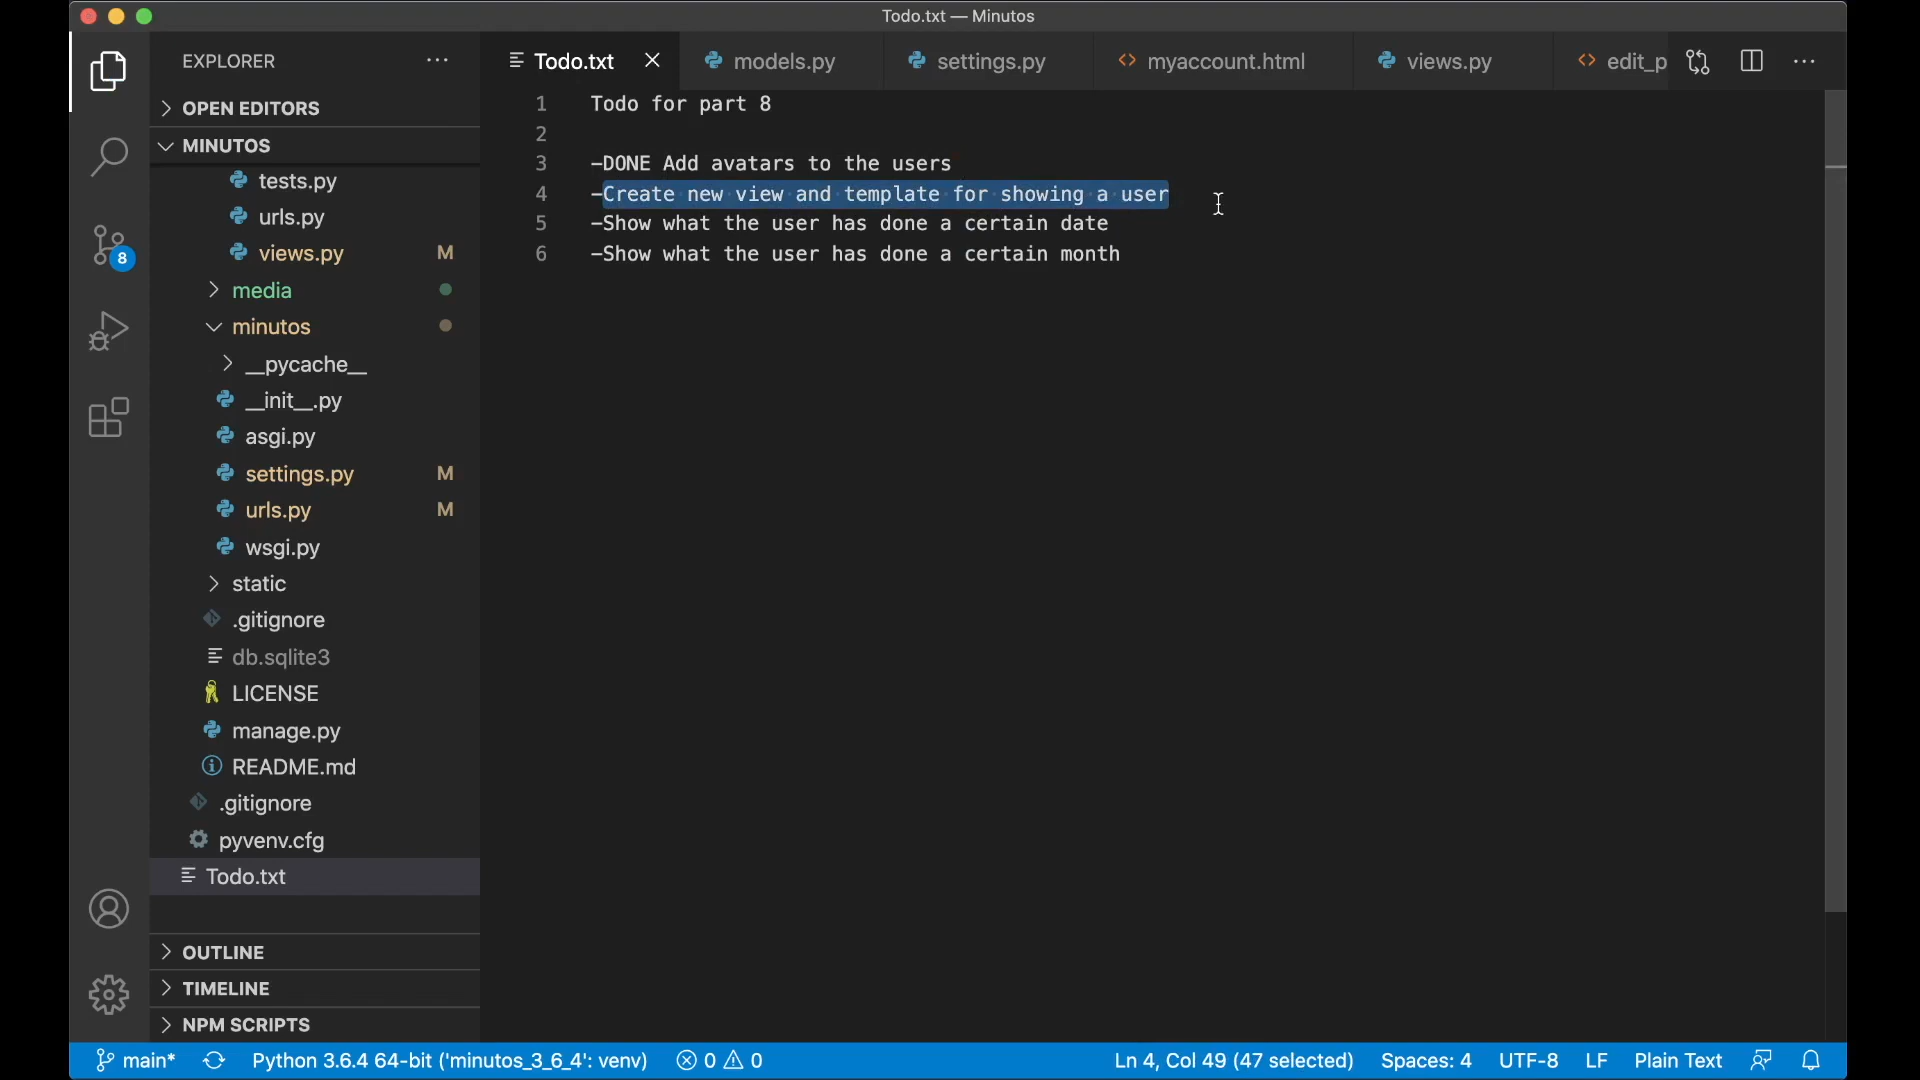 Todo.txt — Minutos
EXPLORER
Todo.txt
models.py
settings.py
myaccount.html
views.py
edit_p
OPEN EDITORS
MINUTOS
tests.py
urls.py
views.py M
media
minutos
__pycache__
__init__.py
asgi.py
settings.py M
urls.py M
wsgi.py
static
.gitignore
db.sqlite3
LICENSE
manage.py
README.md
.gitignore
pyvenv.cfg
Todo.txt
OUTLINE
TIMELINE
NPM SCRIPTS
1 Todo for part 8
2
3 -DONE Add avatars to the users
4 -Create new view and template for showing a user
5 -Show what the user has done a certain date
6 -Show what the user has done a certain month
8
main* Python 3.6.4 64-bit ('minutos_3_6_4': venv) 0 0 Ln 4, Col 49 (47 selected) Spaces: 4 UTF-8 LF Plain Text